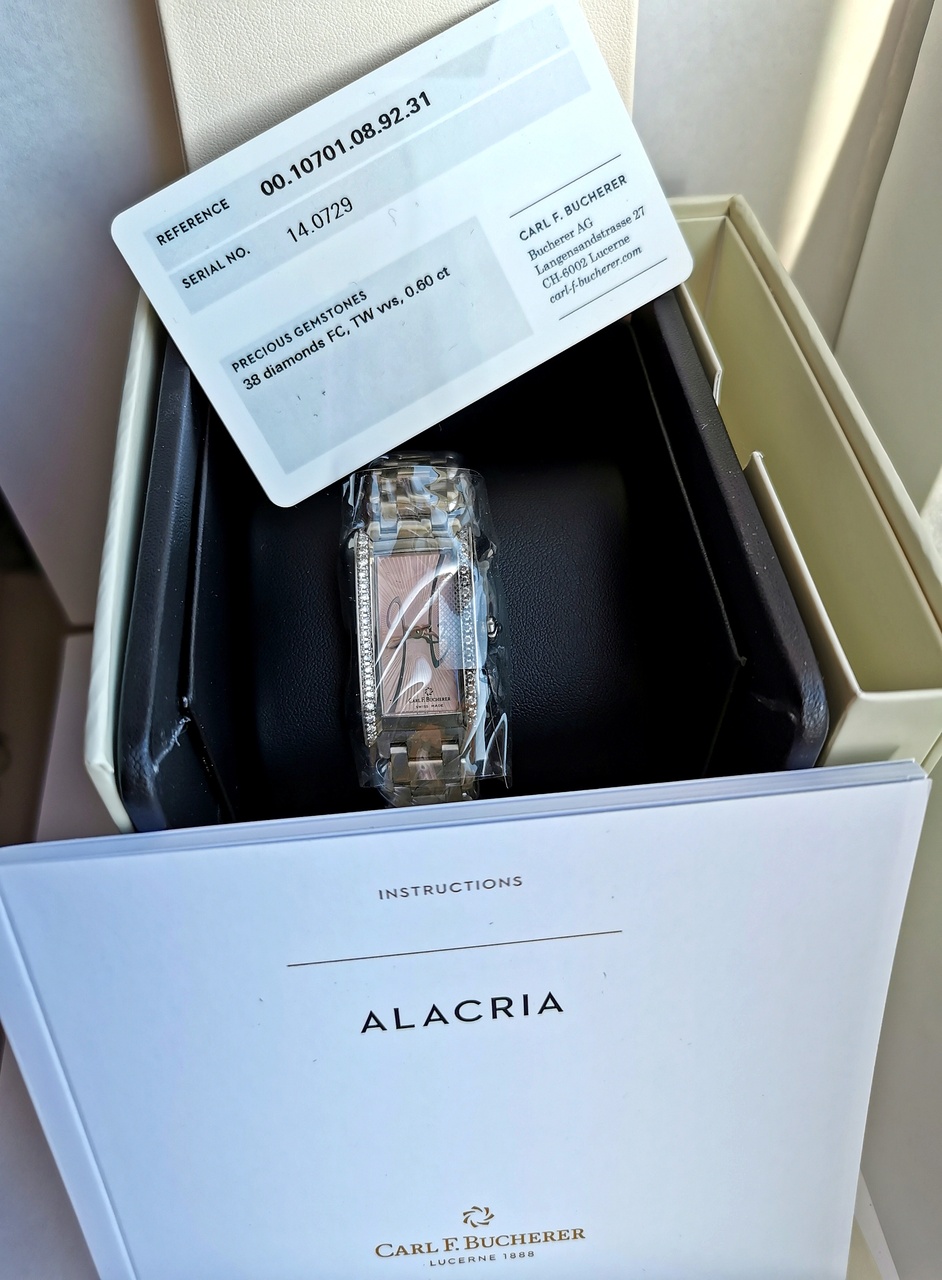 REFERENCE 00.10701.08.92.31
SERIAL NO. 14.0729
PRECIOUS GEMSTONES
38 diamonds FC, TW vvs, 0.60 ct
CARL F. BUCHERER
Bucherer AG
Langensandstrasse 27
CH-6002 Lucerne
carl-f-bucherer.com
CARL F. BUCHERER
SWISS MADE
INSTRUCTIONS
ALACRIA
CARL F. BUCHERER
LUCERNE 1888